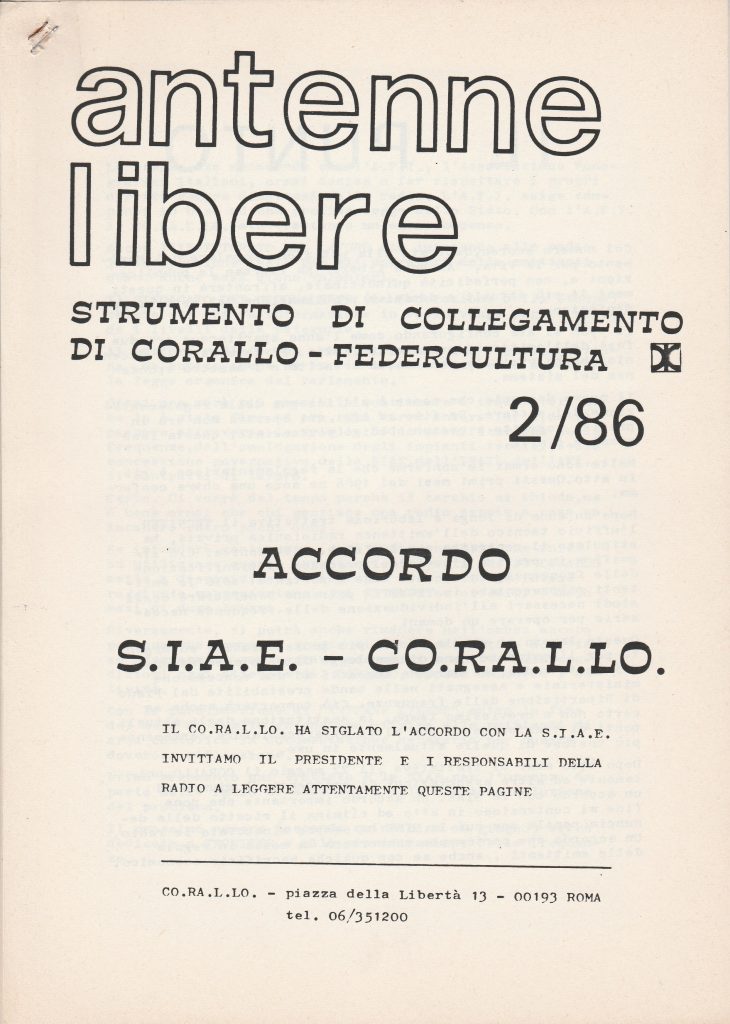 antenne
libere
STRUMENTO DI COLLEGAMENTO
DI CORALLO - FEDERCULTURA
2/86
ACCORDO
S.I.A.E. - CO.RA.L.LO.
IL CO.RA.L.LO. HA SIGLATO L'ACCORDO CON LA S.I.A.E.
INVITTIAMO IL PRESIDENTE E I RESPONSABILI DELLA
RADIO A LEGGERE ATTENTAMENTE QUESTE PAGINE
CO.RA.L.LO. - piazza della Libertà 13 - 00193 ROMA
tel. 06/351200